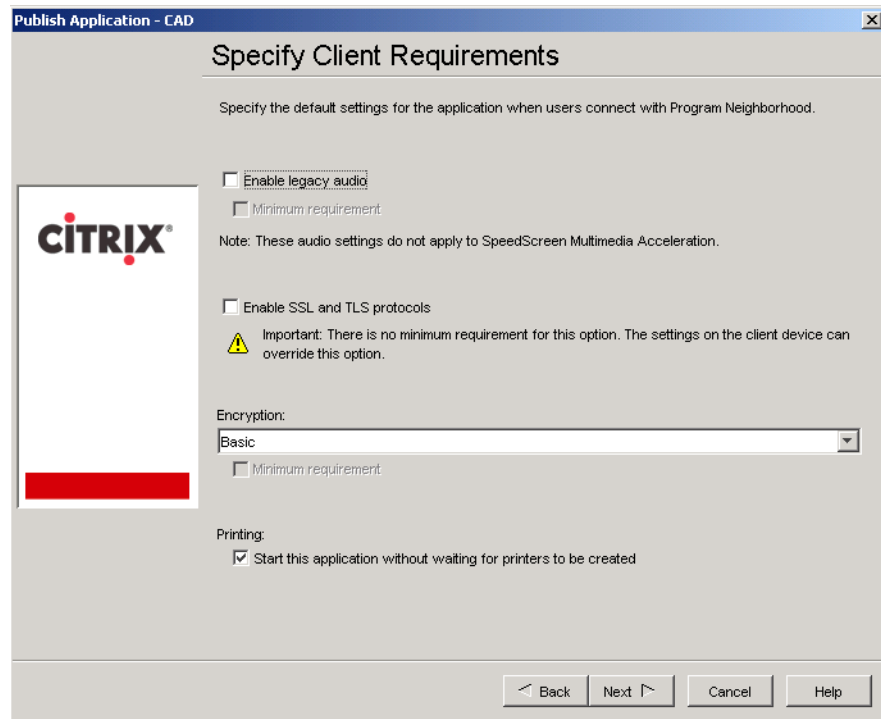 Publish Application - CAD
Specify Client Requirements
Specify the default settings for the application when users connect with Program Neighborhood.
Enable legacy audio
Minimum requirement
CITRIX®
Note: These audio settings do not apply to SpeedScreen Multimedia Acceleration.
Enable SSL and TLS protocols
Important: There is no minimum requirement for this option. The settings on the client device can
override this option.
Encryption:
Basic
Minimum requirement
Printing:
Start this application without waiting for printers to be created
Back Next Cancel Help